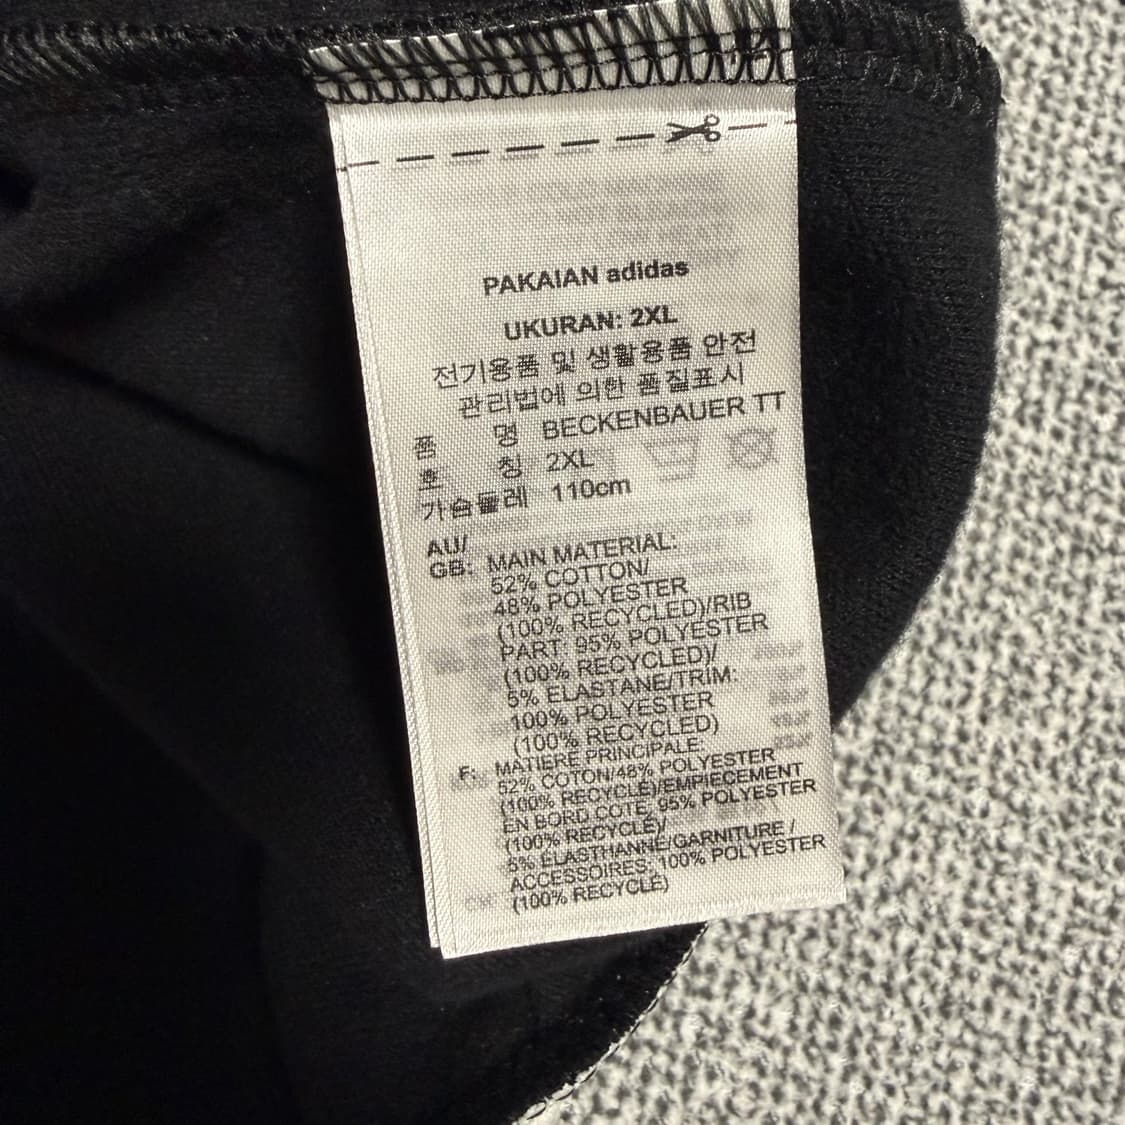 PAKAIAN adidas
UKURAN: 2XL
전기용품 및 생활용품 안전
관리법에 의한 품질표시
품 명 BECKENBAUER TT
호 칭 2XL
가슴둘레 110cm
AU/
GB: MAIN MATERIAL:
52% COTTON/
48% POLYESTER
(100% RECYCLED)/RIB
PART: 95% POLYESTER
(100% RECYCLED)/
5% ELASTANE/TRIM:
100% POLYESTER
(100% RECYCLED)
F: MATIERE PRINCIPALE:
52% COTON/48% POLYESTER
(100% RECYCLÉ)/EMPIECEMENT
EN BORD COTE: 95% POLYESTER
(100% RECYCLÉ)/
5% ELASTHANNE/GARNITURE /
ACCESSOIRES: 100% POLYESTER
(100% RECYCLÉ)